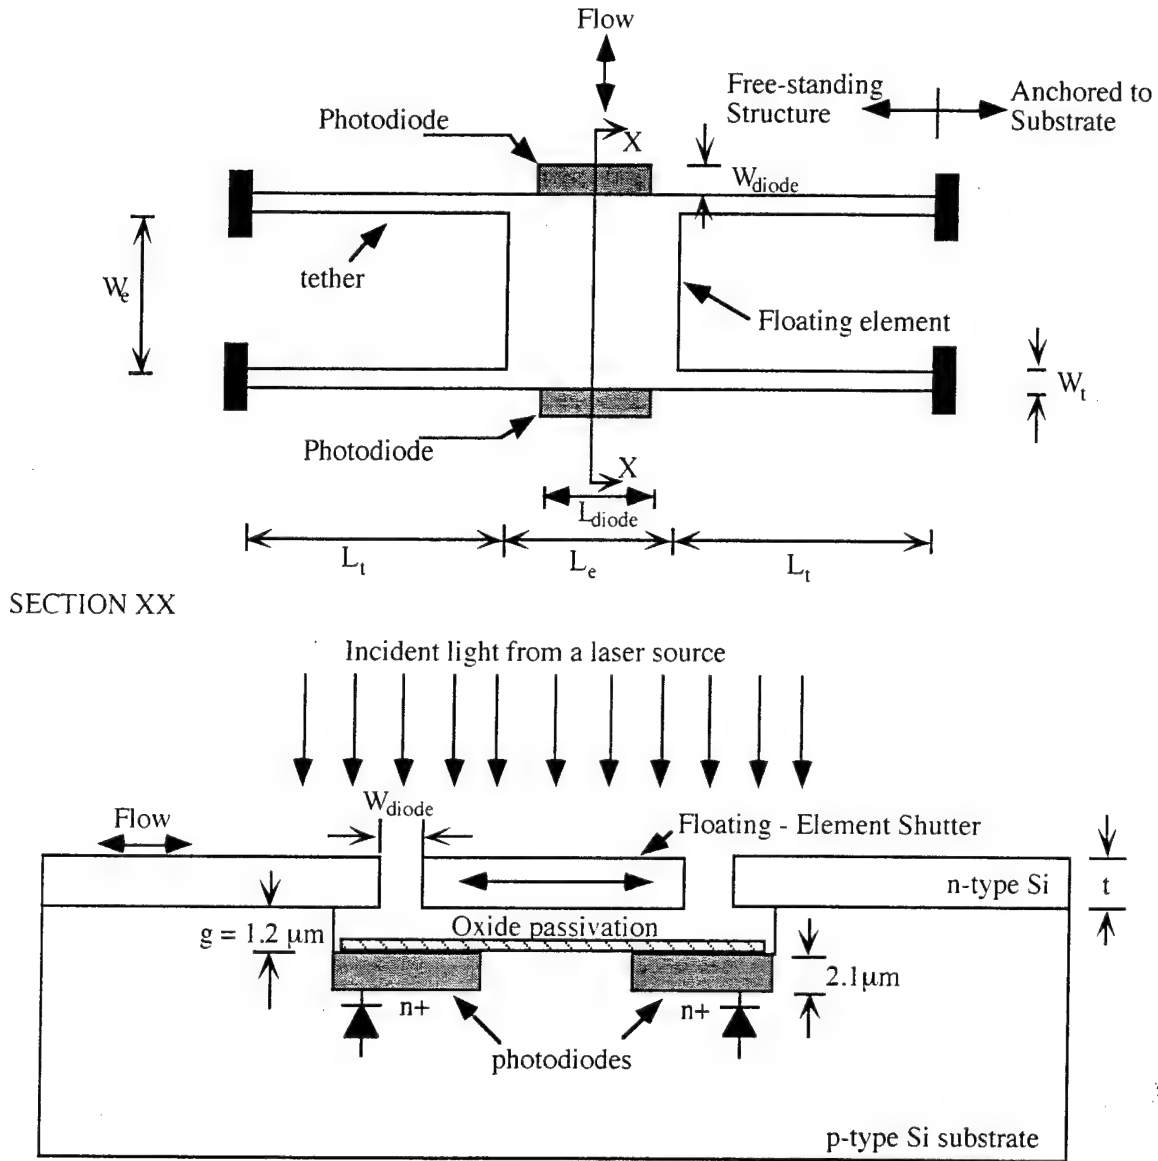 Flow
Free-standing
Structure
Anchored to
Substrate
Photodiode
X
W_diode
tether
W_e
Floating element
W_t
Photodiode
X
L_diode
L_t
L_e
L_t
SECTION XX
Incident light from a laser source
W_diode
Flow
Floating - Element Shutter
n-type Si
t
g = 1.2 μm
Oxide passivation
2.1μm
n+
n+
photodiodes
p-type Si substrate